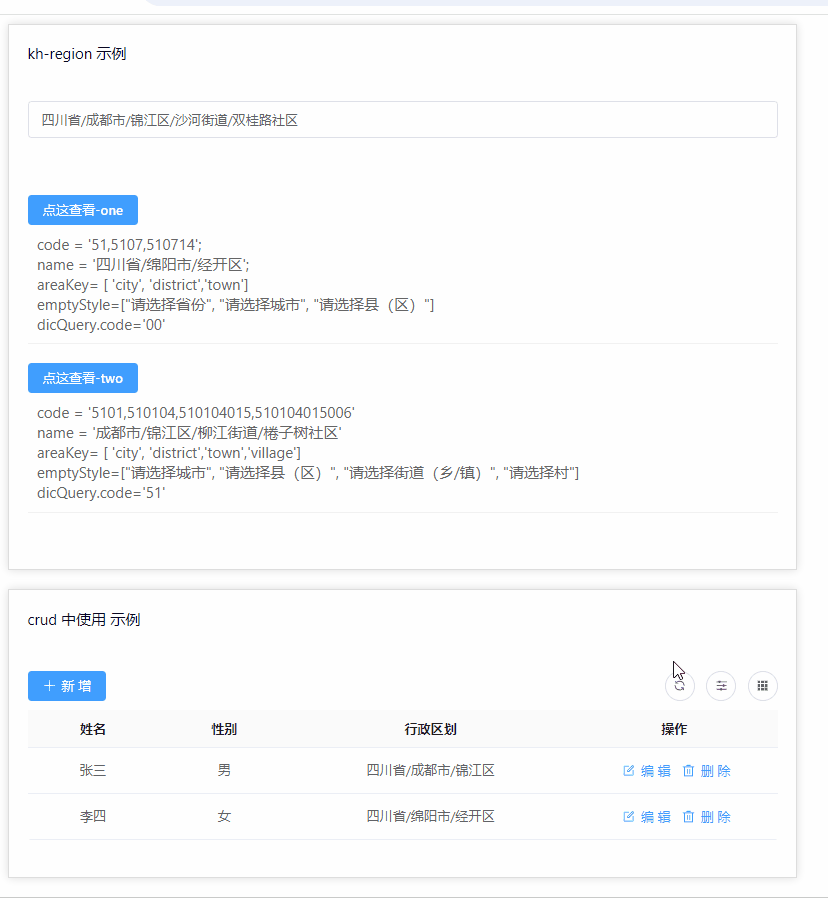 kh-region 示例
四川省/成都市/锦江区/沙河街道/双桂路社区
点这查看-one
code = '51,5107,510714';
name = '四川省/绵阳市/经开区';
areaKey= [ 'city', 'district','town']
emptyStyle=["请选择省份", "请选择城市", "请选择县（区）"]
dicQuery.code='00'
点这查看-two
code = '5101,510104,510104015,510104015006'
name = '成都市/锦江区/柳江街道/棬子树社区'
areaKey= [ 'city', 'district','town','village']
emptyStyle=["请选择城市", "请选择县（区）", "请选择街道（乡/镇）", "请选择村"]
dicQuery.code='51'
crud 中使用 示例
新 增
姓名 性别 行政区划 操作
张三 男 四川省/成都市/锦江区 编 辑 删 除
李四 女 四川省/绵阳市/经开区 编 辑 删 除